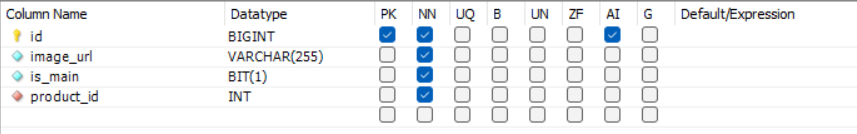 Column Name Datatype PK NN UQ B UN ZF AI G Default/Expression
id BIGINT
image_url VARCHAR(255)
is_main BIT(1)
product_id INT